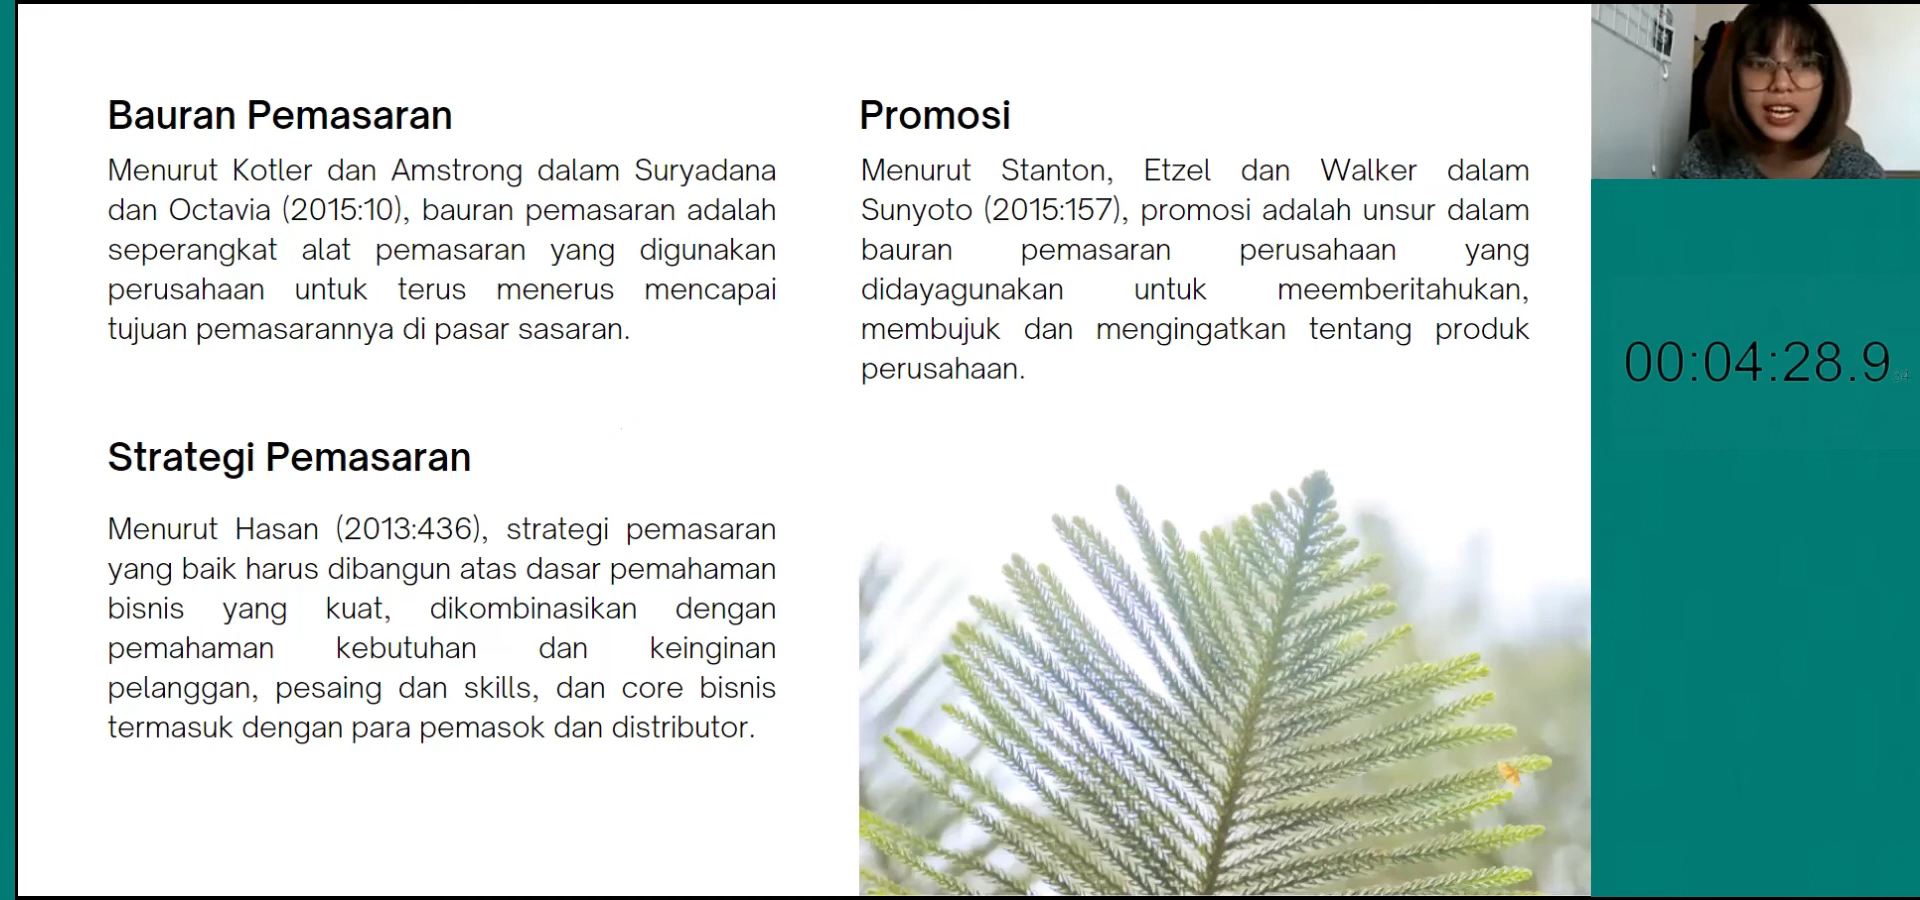 Bauran Pemasaran
Menurut Kotler dan Amstrong dalam Suryadana
dan Octavia (2015:10), bauran pemasaran adalah
seperangkat alat pemasaran yang digunakan
perusahaan untuk terus menerus mencapai
tujuan pemasarannya di pasar sasaran.
Strategi Pemasaran
Menurut Hasan (2013:436), strategi pemasaran
yang baik harus dibangun atas dasar pemahaman
bisnis yang kuat, dikombinasikan dengan
pemahaman kebutuhan dan keinginan
pelanggan, pesaing dan skills, dan core bisnis
termasuk dengan para pemasok dan distributor.
Promosi
Menurut Stanton, Etzel dan Walker dalam
Sunyoto (2015:157), promosi adalah unsur dalam
bauran pemasaran perusahaan yang
didayagunakan untuk meemberitahukan,
membujuk dan mengingatkan tentang produk
perusahaan.
00:04:28.9